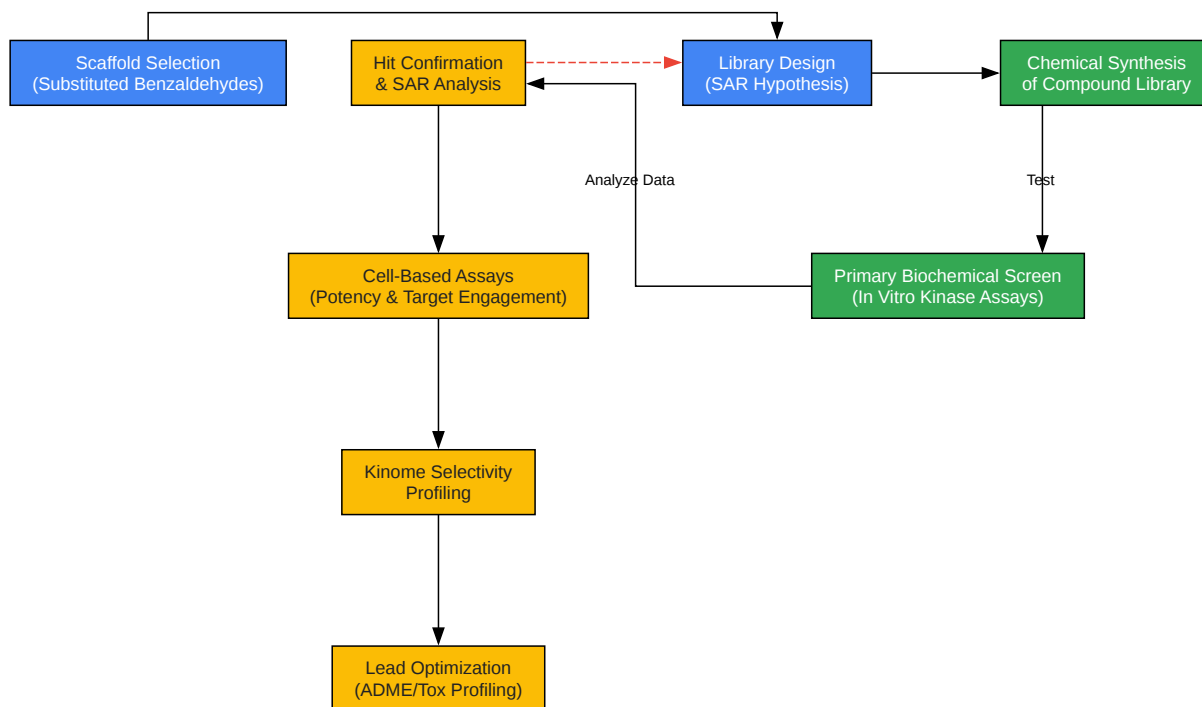 Scaffold Selection
(Substituted Benzaldehydes)
Hit Confirmation
& SAR Analysis
Library Design
(SAR Hypothesis)
Chemical Synthesis
of Compound Library
Analyze Data
Test
Cell-Based Assays
(Potency & Target Engagement)
Primary Biochemical Screen
(In Vitro Kinase Assays)
Kinome Selectivity
Profiling
Lead Optimization
(ADME/Tox Profiling)